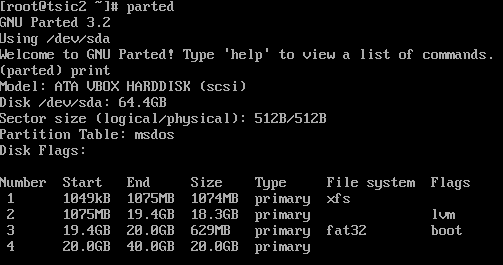 [root@tsic2 ~]# parted
GNU Parted 3.2
Using /dev/sda
Welcome to GNU Parted! Type 'help' to view a list of commands.
(parted) print
Model: ATA VBOX HARDDISK (scsi)
Disk /dev/sda: 64.4GB
Sector size (logical/physical): 512B/512B
Partition Table: msdos
Disk Flags:
Number  Start   End     Size    Type     File system  Flags
 1      1049kB  1075MB  1074MB  primary  xfs
 2      1075MB  19.4GB  18.3GB  primary               lvm
 3      19.4GB  20.0GB  629MB   primary  fat32        boot
 4      20.0GB  40.0GB  20.0GB  primary